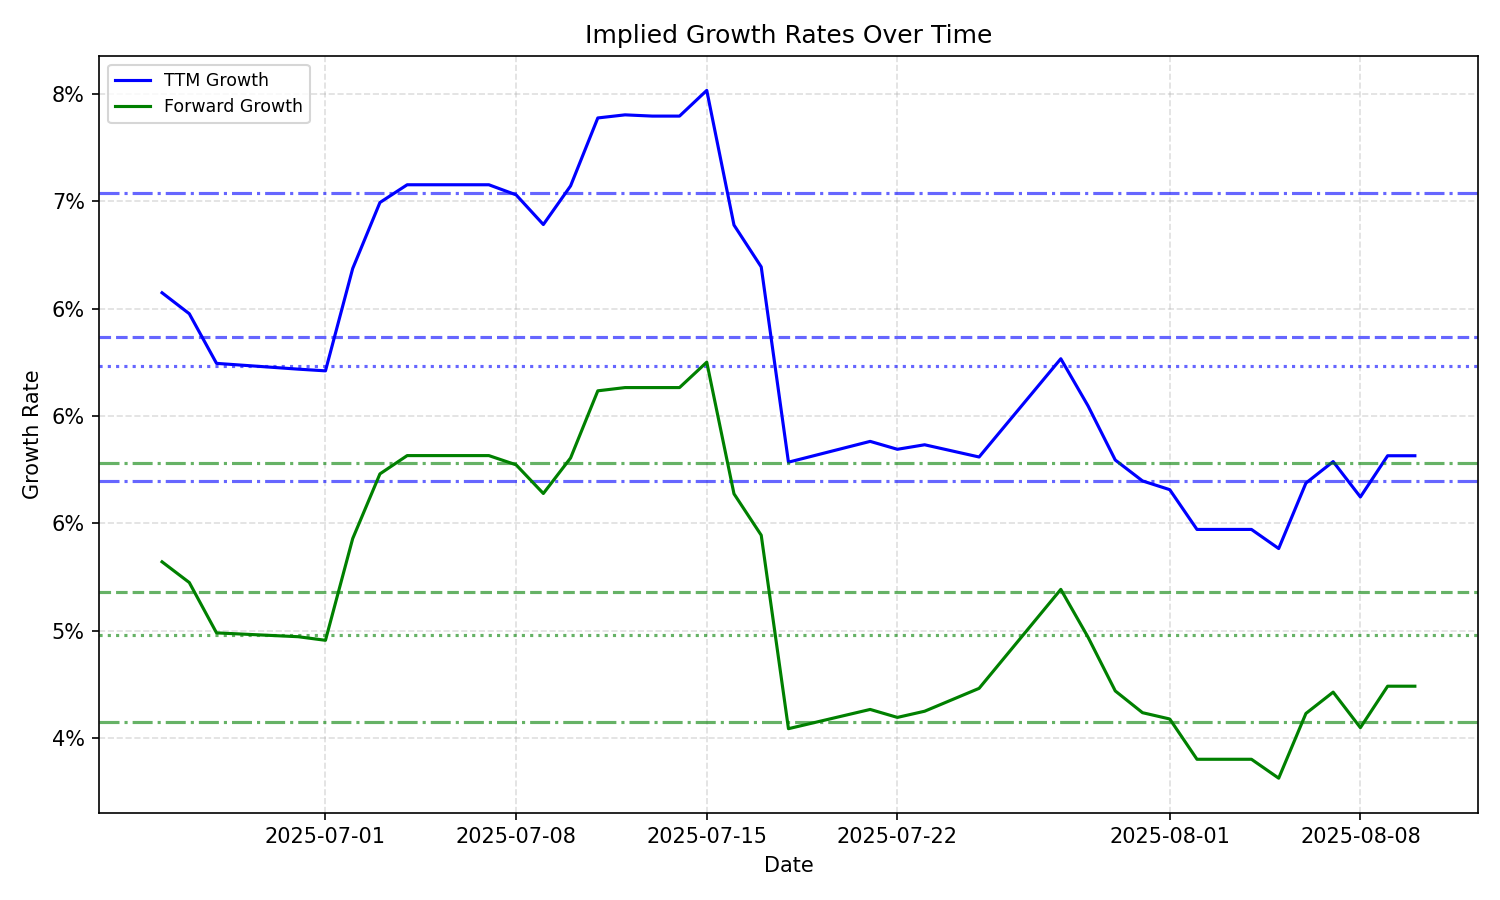 Implied Growth Rates Over Time
TTM Growth
Forward Growth
8%
7%
6%
6%
6%
5%
4%
Growth Rate
2025-07-01
2025-07-08
2025-07-15
2025-07-22
2025-08-01
2025-08-08
Date